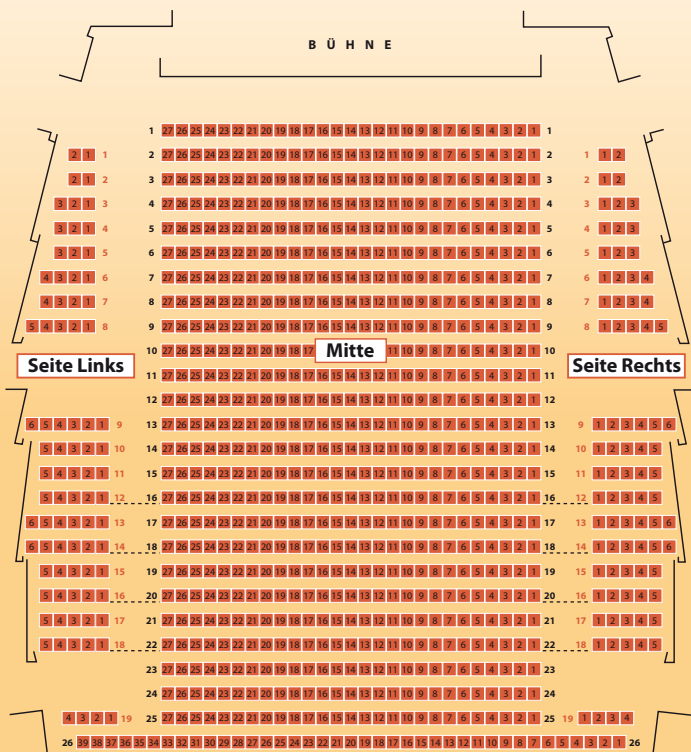 BÜHNE
1 27 26 25 24 23 22 21 20 19 18 17 16 15 14 13 12 11 10 9 8 7 6 5 4 3 2 1 1
2 1 1 2 27 26 25 24 23 22 21 20 19 18 17 16 15 14 13 12 11 10 9 8 7 6 5 4 3 2 1 2 1 1 2
2 1 2 3 27 26 25 24 23 22 21 20 19 18 17 16 15 14 13 12 11 10 9 8 7 6 5 4 3 2 1 3 2 1 2
3 2 1 3 4 27 26 25 24 23 22 21 20 19 18 17 16 15 14 13 12 11 10 9 8 7 6 5 4 3 2 1 4 3 1 2 3
3 2 1 4 5 27 26 25 24 23 22 21 20 19 18 17 16 15 14 13 12 11 10 9 8 7 6 5 4 3 2 1 5 4 1 2 3
3 2 1 5 6 27 26 25 24 23 22 21 20 19 18 17 16 15 14 13 12 11 10 9 8 7 6 5 4 3 2 1 6 5 1 2 3
4 3 2 1 6 7 27 26 25 24 23 22 21 20 19 18 17 16 15 14 13 12 11 10 9 8 7 6 5 4 3 2 1 7 6 1 2 3 4
4 3 2 1 7 8 27 26 25 24 23 22 21 20 19 18 17 16 15 14 13 12 11 10 9 8 7 6 5 4 3 2 1 8 7 1 2 3 4
5 4 3 2 1 8 9 27 26 25 24 23 22 21 20 19 18 17 16 15 14 13 12 11 10 9 8 7 6 5 4 3 2 1 9 8 1 2 3 4 5
10 27 26 25 24 23 22 21 20 19 18 17 Mitte 11 10 9 8 7 6 5 4 3 2 1 10
Seite Links Seite Rechts
11 27 26 25 24 23 22 21 20 19 18 17 16 15 14 13 12 11 10 9 8 7 6 5 4 3 2 1 11
12 27 26 25 24 23 22 21 20 19 18 17 16 15 14 13 12 11 10 9 8 7 6 5 4 3 2 1 12
6 5 4 3 2 1 9 13 27 26 25 24 23 22 21 20 19 18 17 16 15 14 13 12 11 10 9 8 7 6 5 4 3 2 1 13 9 1 2 3 4 5 6
5 4 3 2 1 10 14 27 26 25 24 23 22 21 20 19 18 17 16 15 14 13 12 11 10 9 8 7 6 5 4 3 2 1 14 10 1 2 3 4 5
5 4 3 2 1 11 15 27 26 25 24 23 22 21 20 19 18 17 16 15 14 13 12 11 10 9 8 7 6 5 4 3 2 1 15 11 1 2 3 4 5
5 4 3 2 1 12 16 27 26 25 24 23 22 21 20 19 18 17 16 15 14 13 12 11 10 9 8 7 6 5 4 3 2 1 16 12 1 2 3 4 5
6 5 4 3 2 1 13 17 27 26 25 24 23 22 21 20 19 18 17 16 15 14 13 12 11 10 9 8 7 6 5 4 3 2 1 17 13 1 2 3 4 5 6
6 5 4 3 2 1 14 18 27 26 25 24 23 22 21 20 19 18 17 16 15 14 13 12 11 10 9 8 7 6 5 4 3 2 1 18 14 1 2 3 4 5 6
5 4 3 2 1 15 19 27 26 25 24 23 22 21 20 19 18 17 16 15 14 13 12 11 10 9 8 7 6 5 4 3 2 1 19 15 1 2 3 4 5
5 4 3 2 1 16 20 27 26 25 24 23 22 21 20 19 18 17 16 15 14 13 12 11 10 9 8 7 6 5 4 3 2 1 20 16 1 2 3 4 5
5 4 3 2 1 17 21 27 26 25 24 23 22 21 20 19 18 17 16 15 14 13 12 11 10 9 8 7 6 5 4 3 2 1 21 17 1 2 3 4 5
5 4 3 2 1 18 22 27 26 25 24 23 22 21 20 19 18 17 16 15 14 13 12 11 10 9 8 7 6 5 4 3 2 1 22 18 1 2 3 4 5
23 27 26 25 24 23 22 21 20 19 18 17 16 15 14 13 12 11 10 9 8 7 6 5 4 3 2 1 23
24 27 26 25 24 23 22 21 20 19 18 17 16 15 14 13 12 11 10 9 8 7 6 5 4 3 2 1 24
4 3 2 1 19 25 27 26 25 24 23 22 21 20 19 18 17 16 15 14 13 12 11 10 9 8 7 6 5 4 3 2 1 25 19 1 2 3 4
26 39 38 37 36 35 34 33 32 31 30 29 28 27 26 25 24 23 22 21 20 19 18 17 16 15 14 13 12 11 10 9 8 7 6 5 4 3 2 1 26